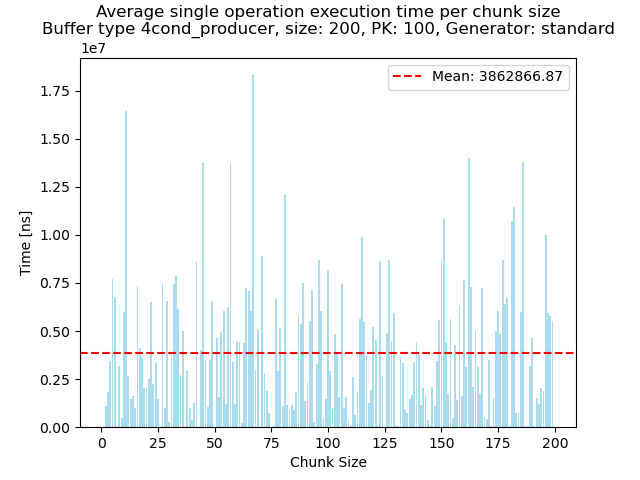 Average single operation execution time per chunk size
Buffer type 4cond_producer, size: 200, PK: 100, Generator: standard
1e7
Mean: 3862866.87
1.75
1.50
1.25
1.00
0.75
0.50
0.25
0.00
Time [ns]
0 25 50 75 100 125 150 175 200
Chunk Size